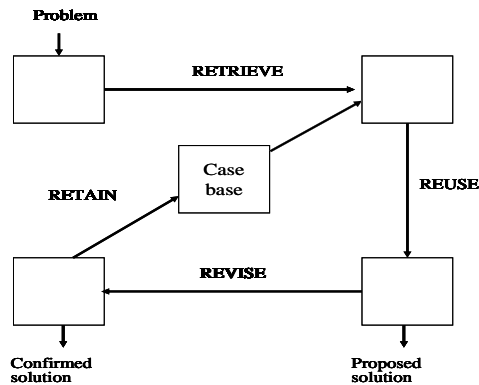 Problem
RETRIEVE
Case
base
REUSE
RETAIN
REVISE
Confirmed
solution
Proposed
solution